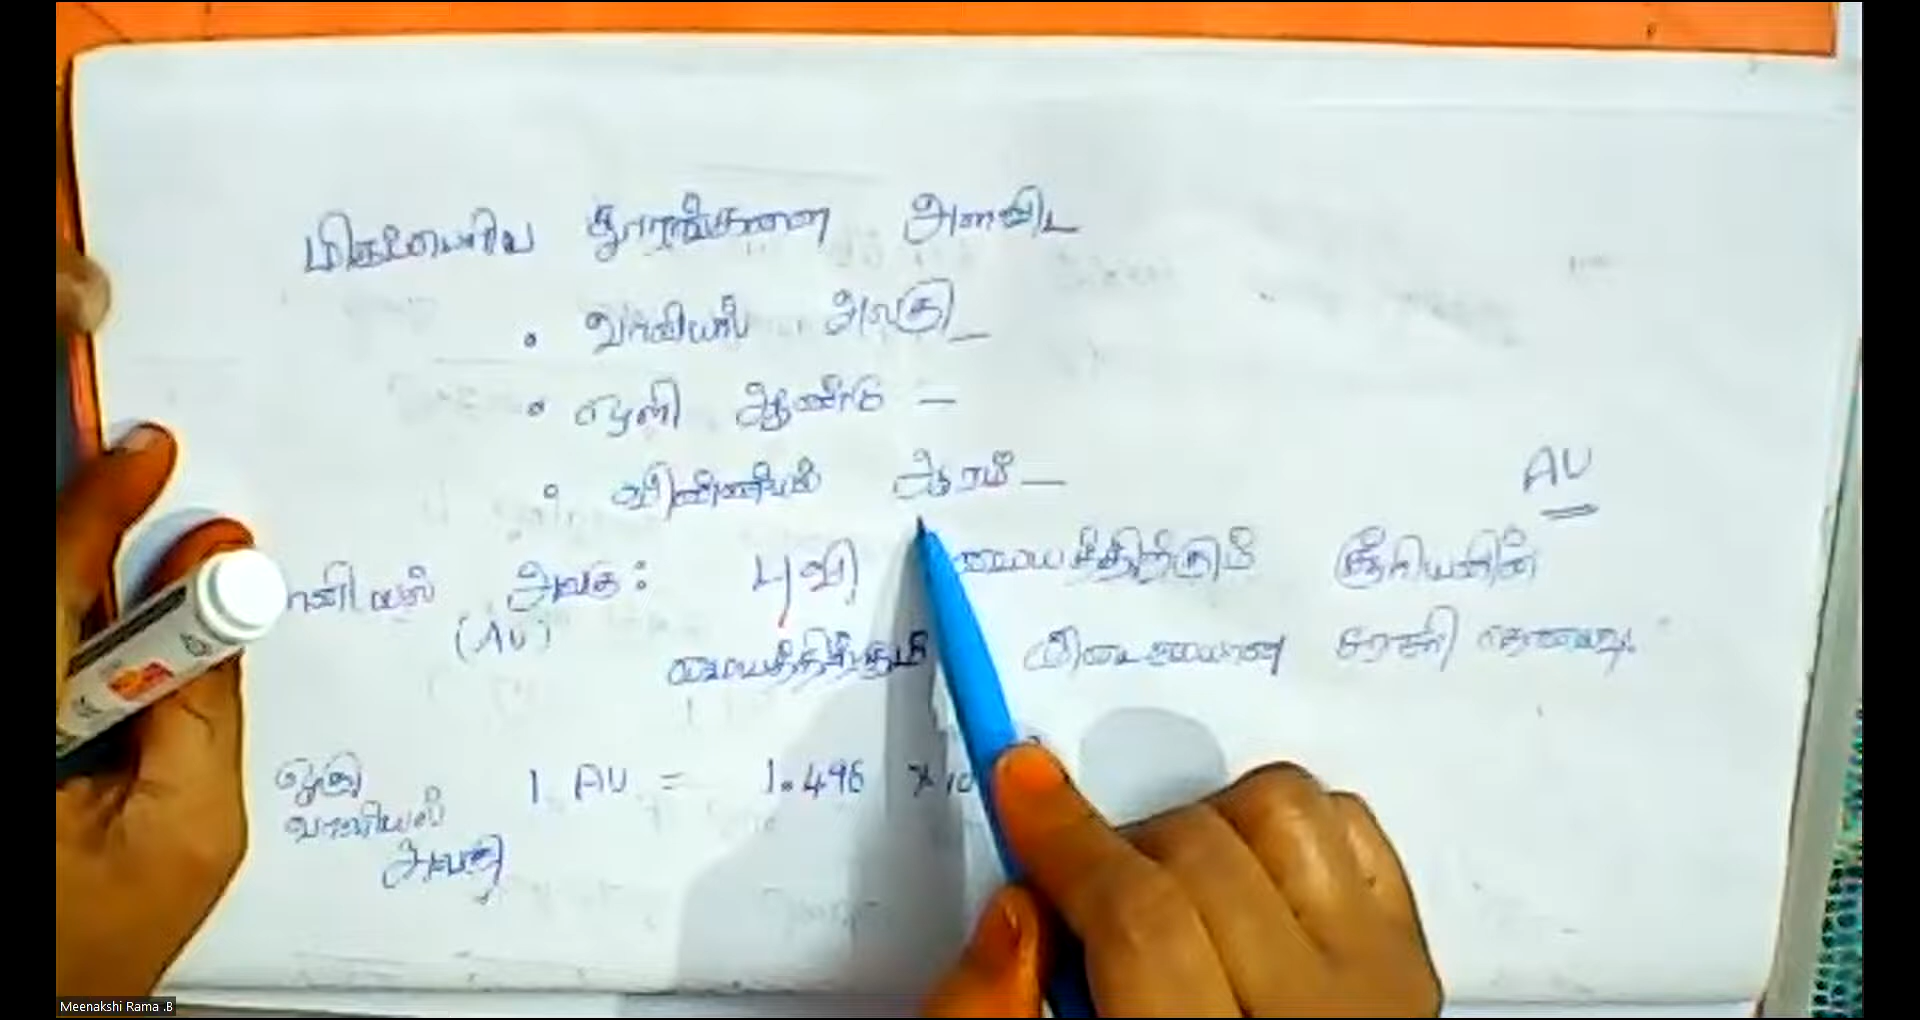 மிகப்பெரிய தூரங்களை அளவிட
• வானியல் அலகு _
• ஒளி ஆண்டு —
• விண்ணியல் ஆரம் —
AU
னியல் அலகு : புவி மையத்திற்கும் சூரியனின்
(AU)
மையத்திற்கும் இடையேயான சராசரி தொலைவு.
ஒரு 1 AU = 1.496 x 10
வானியல்
அலகு
Meenakshi Rama .B